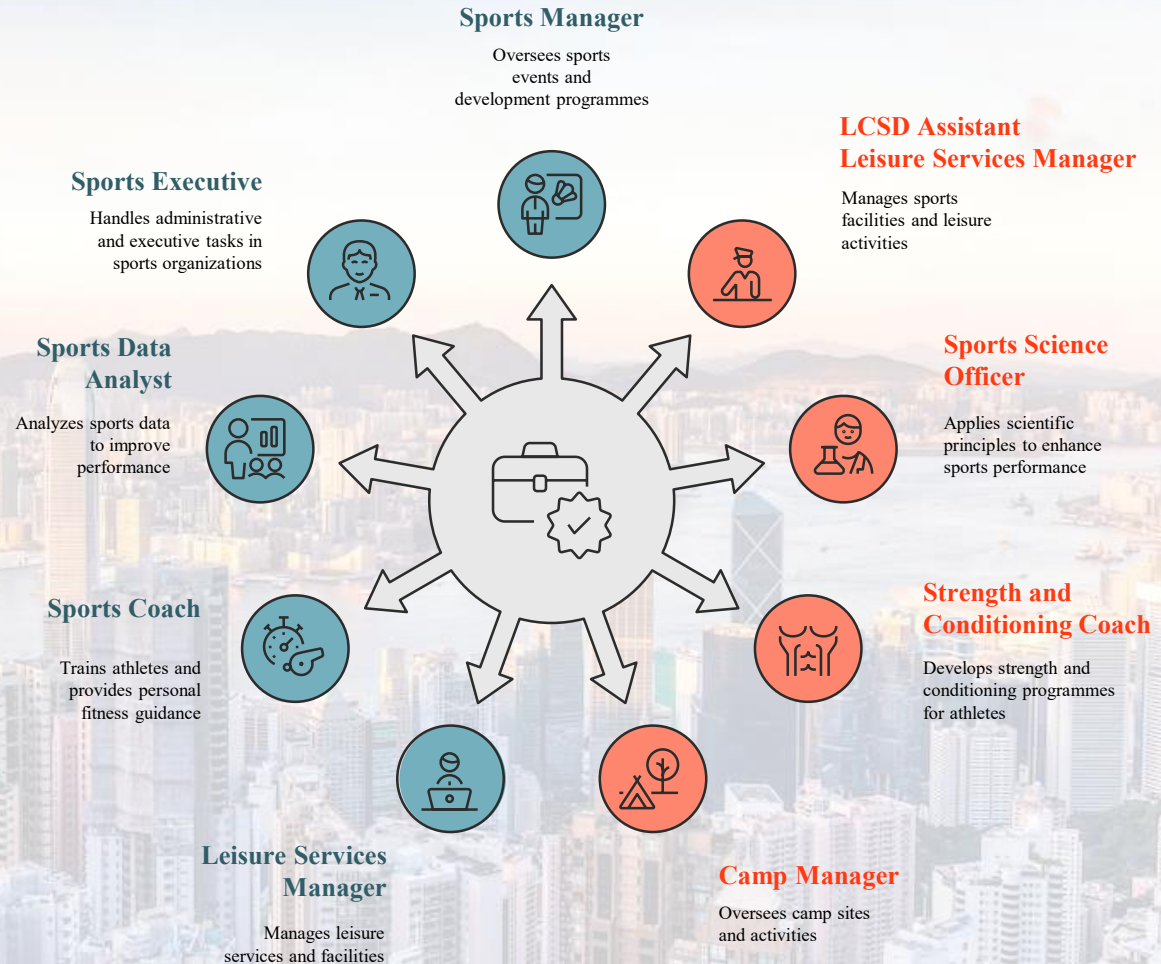 Sports Manager
Oversees sports
events and
development programmes
LCSD Assistant
Leisure Services Manager
Manages sports
facilities and leisure
activities
Sports Science
Officer
Applies scientific
principles to enhance
sports performance
Strength and
Conditioning Coach
Develops strength and
conditioning programmes
for athletes
Camp Manager
Oversees camp sites
and activities
Leisure Services
Manager
Manages leisure
services and facilities
Sports Coach
Trains athletes and
provides personal
fitness guidance
Sports Data
Analyst
Analyzes sports data
to improve
performance
Sports Executive
Handles administrative
and executive tasks in
sports organizations